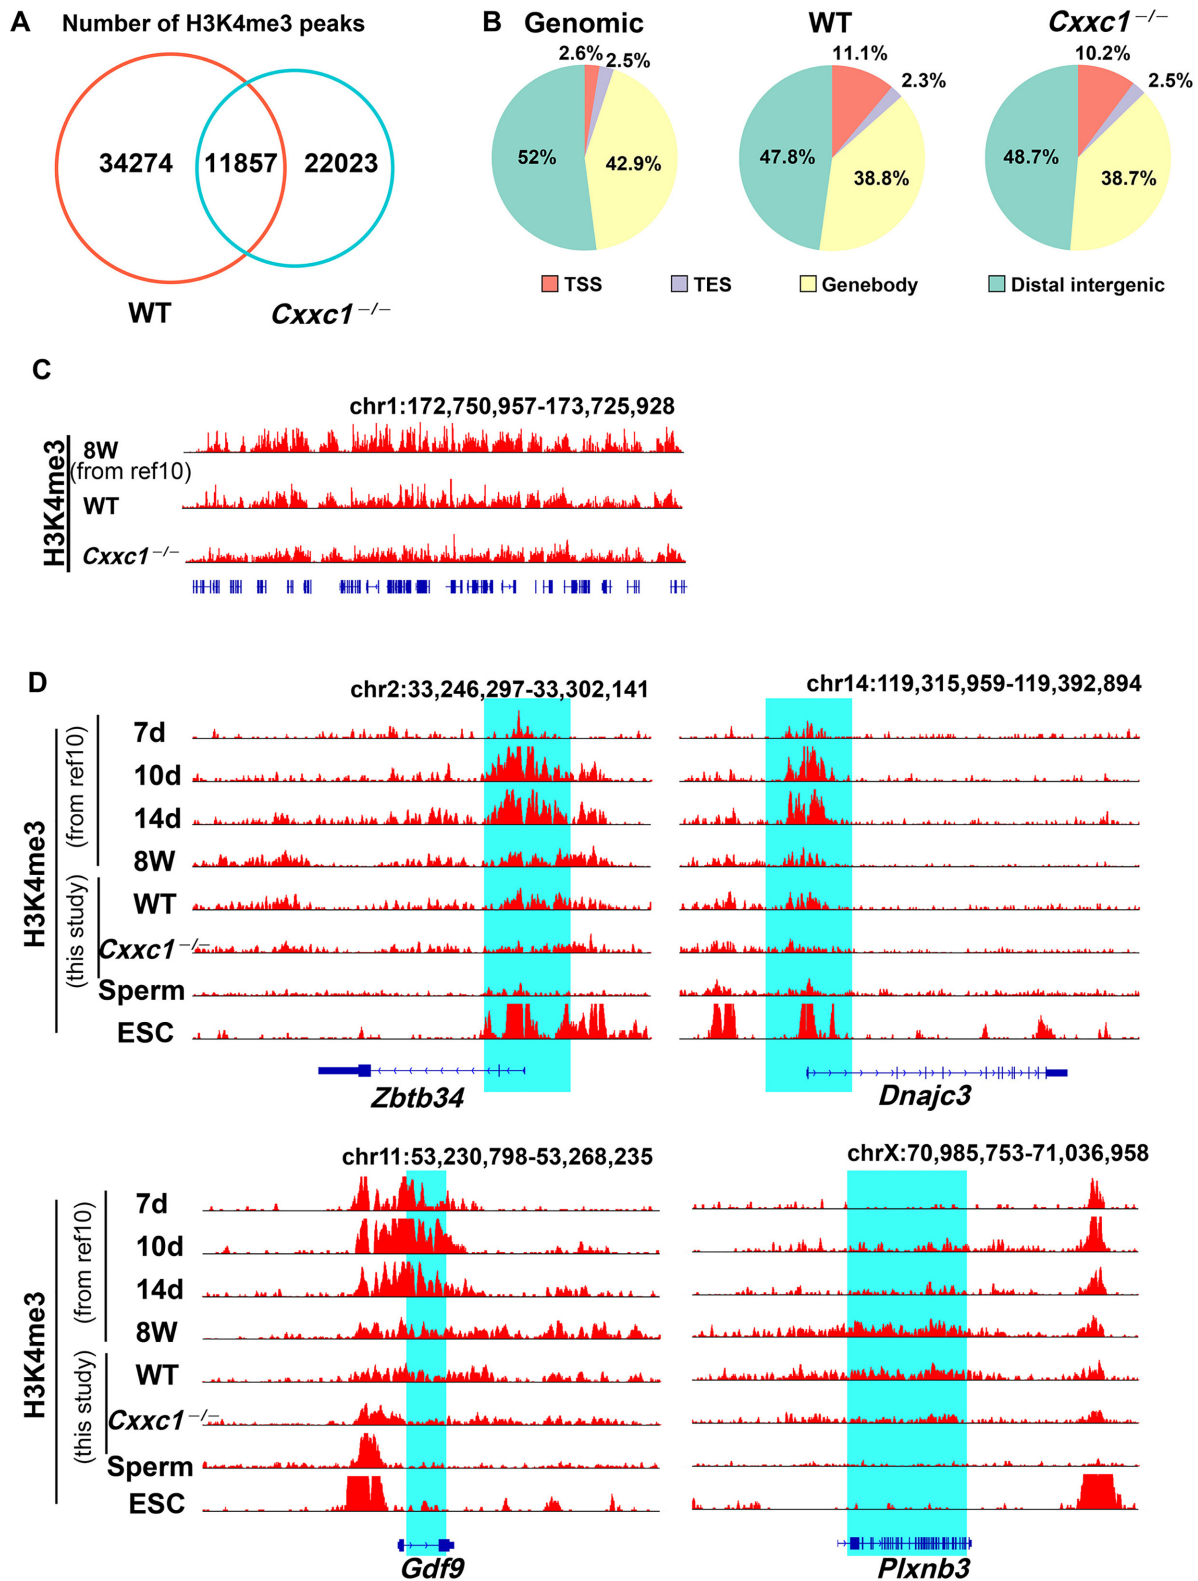 A Number of H3K4me3 peaks
34274 11857 22023
WT Cxxc1 −/−
B Genomic WT Cxxc1 −/−
2.6% 2.5% 52% 42.9%
11.1% 2.3% 47.8% 38.8%
10.2% 2.5% 48.7% 38.7%
TSS TES Genebody Distal intergenic
C
chr1:172,750,957-173,725,928
H3K4me3
8W
(from ref10)
WT
Cxxc1 −/−
D
chr2:33,246,297-33,302,141 chr14:119,315,959-119,392,894
H3K4me3
(from ref10)
7d
10d
14d
8W
(this study)
WT
Cxxc1 −/−
Sperm
ESC
Zbtb34 Dnajc3
chr11:53,230,798-53,268,235 chrX:70,985,753-71,036,958
H3K4me3
(from ref10)
7d
10d
14d
8W
(this study)
WT
Cxxc1 −/−
Sperm
ESC
Gdf9 Plxnb3